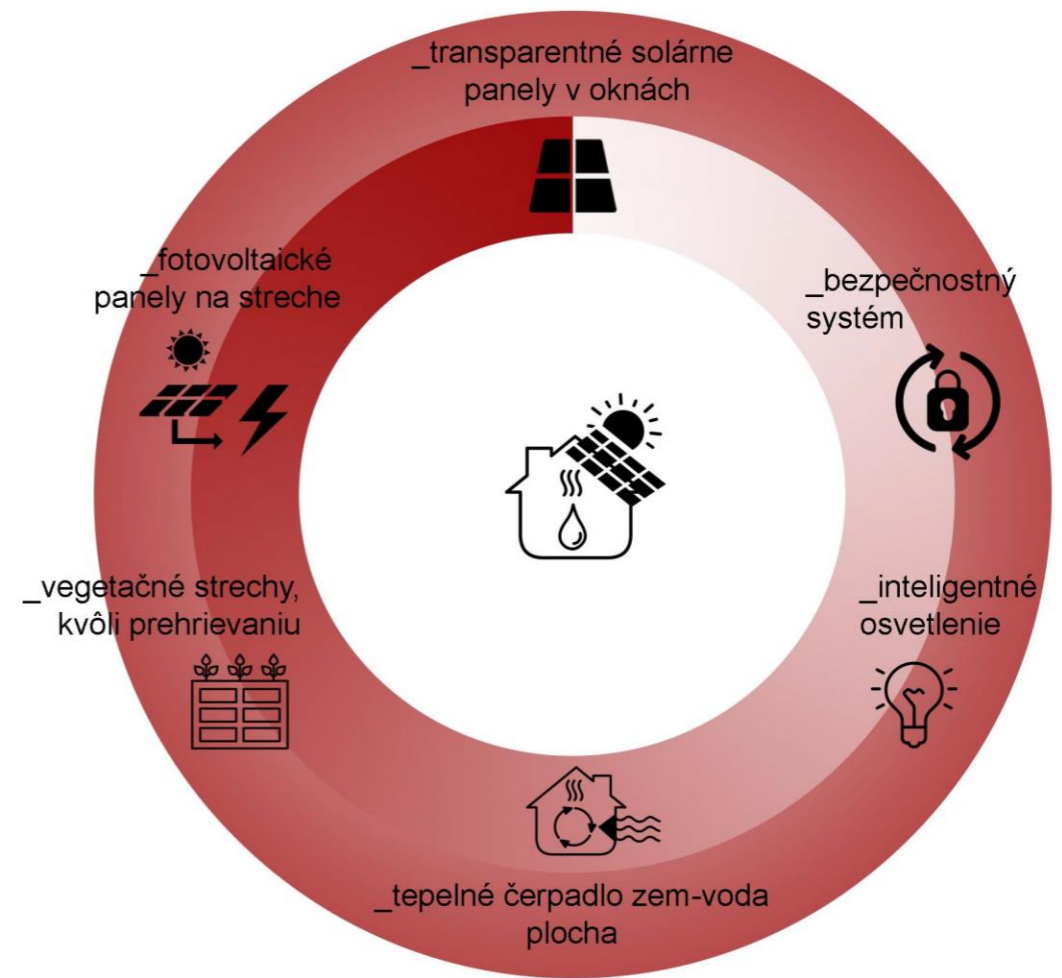 _transparentné solárne
panely v oknách
_fotovoltaické
panely na streche
_bezpečnostný
systém
_vegetačné strechy,
kvôli prehrievaniu
_inteligentné
osvetlenie
_tepelné čerpadlo zem-voda
plocha